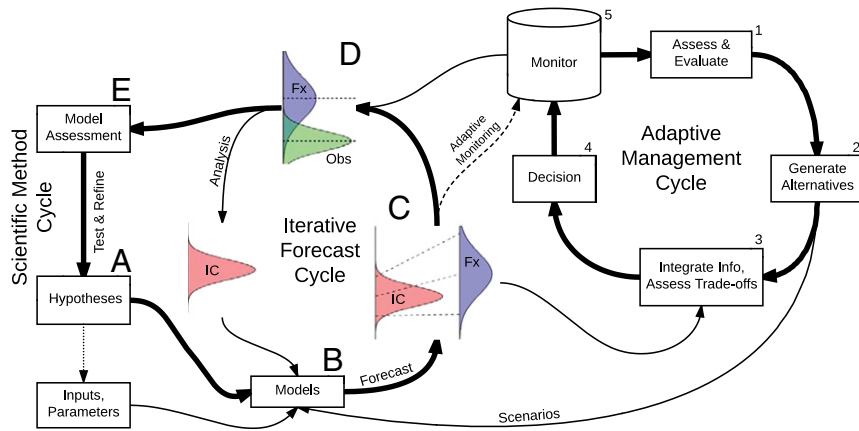 5
1
D
Monitor
Assess &
Evaluate
Fx
E
Model
Assessment
Obs
Adaptive
Monitoring
4
Adaptive
Management
Cycle
2
Decision
Generate
Alternatives
Scientific Method
Cycle
Test & Refine
Analysis
A
Hypotheses
IC
Iterative
Forecast
Cycle
C
IC
Fx
3
Integrate Info,
Assess Trade-offs
B
Models
Forecast
Inputs,
Parameters
Scenarios